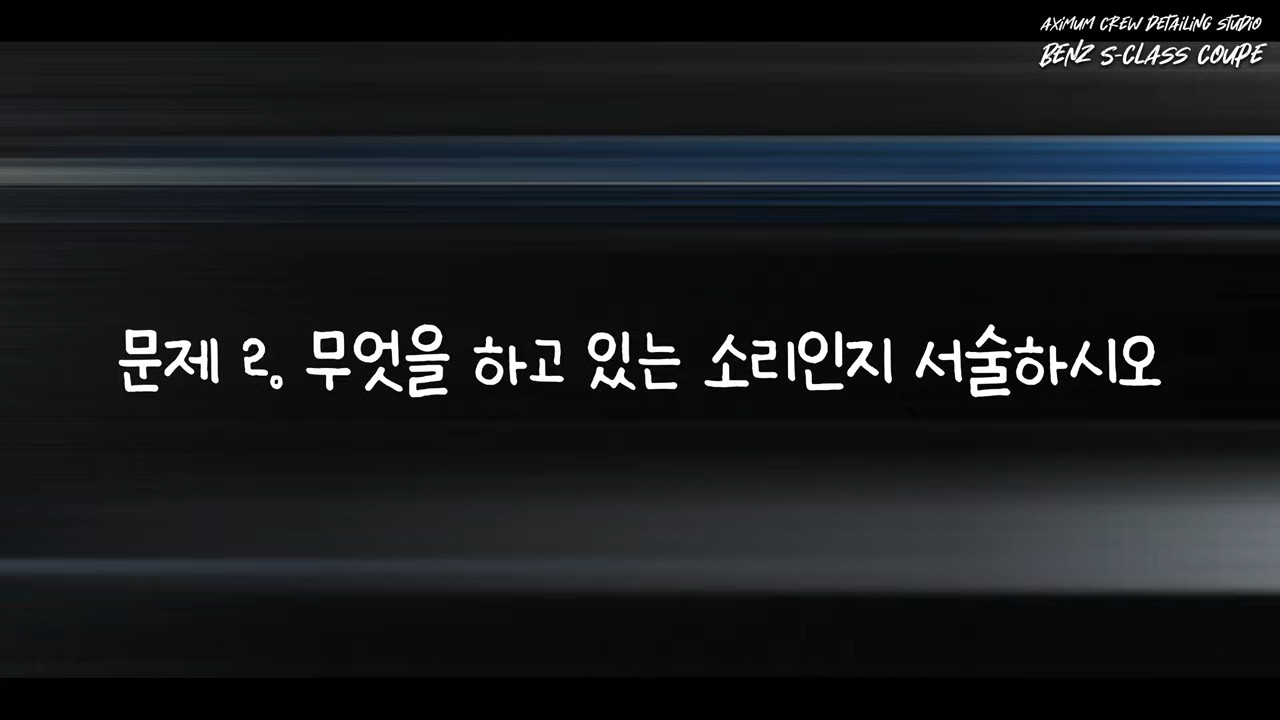 AXIMUM CREW DETAILING STUDIO
BENZ S-CLASS COUPE
문제 2. 무엇을 하고 있는 소리인지 서술하시오